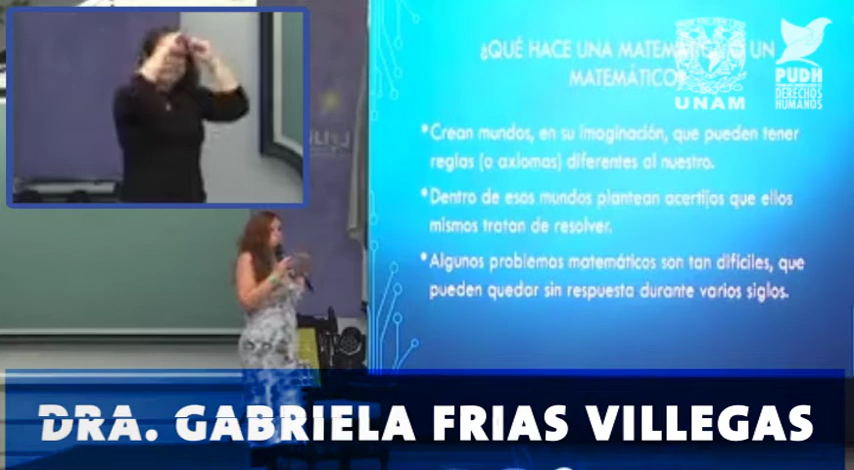 ¿QUÉ HACE UNA MATEMÁTICA O UN
MATEMÁTICO?
UNAM
PUDH
DERECHOS
HUMANOS
•Crean mundos, en su imaginación, que pueden tener
reglas (o axiomas) diferentes al nuestro.
•Dentro de esos mundos plantean acertijos que ellos
mismos tratan de resolver.
•Algunos problemas matemáticos son tan difíciles, que
pueden quedar sin respuesta durante varios siglos.
DRA. GABRIELA FRIAS VILLEGAS